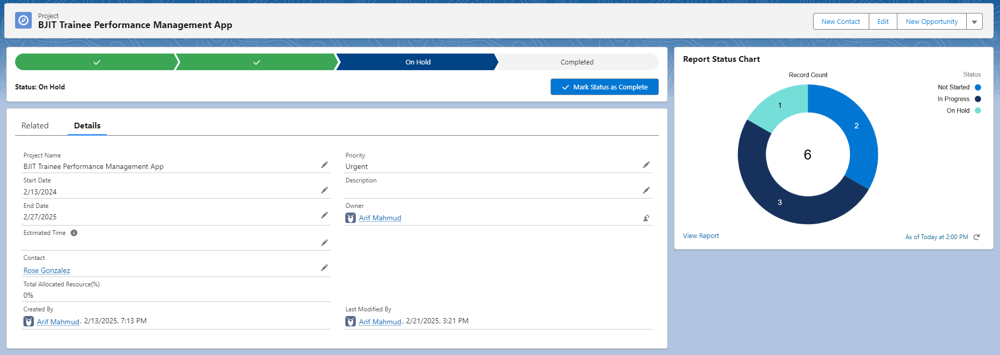 Project
BJIT Trainee Performance Management App
New Contact
Edit
New Opportunity
On Hold
Completed
Status: On Hold
Mark Status as Complete
Related
Details
Project Name
BJIT Trainee Performance Management App
Priority
Urgent
Start Date
2/13/2024
Description
End Date
2/27/2025
Owner
Arif Mahmud
Estimated Time
Contact
Rose Gonzalez
Total Allocated Resource(%)
0%
Created By
Arif Mahmud, 2/13/2025, 7:13 PM
Last Modified By
Arif Mahmud, 2/21/2025, 3:21 PM
Report Status Chart
Record Count
Status
Not Started
In Progress
On Hold
1
2
6
3
View Report
As of Today at 2:00 PM